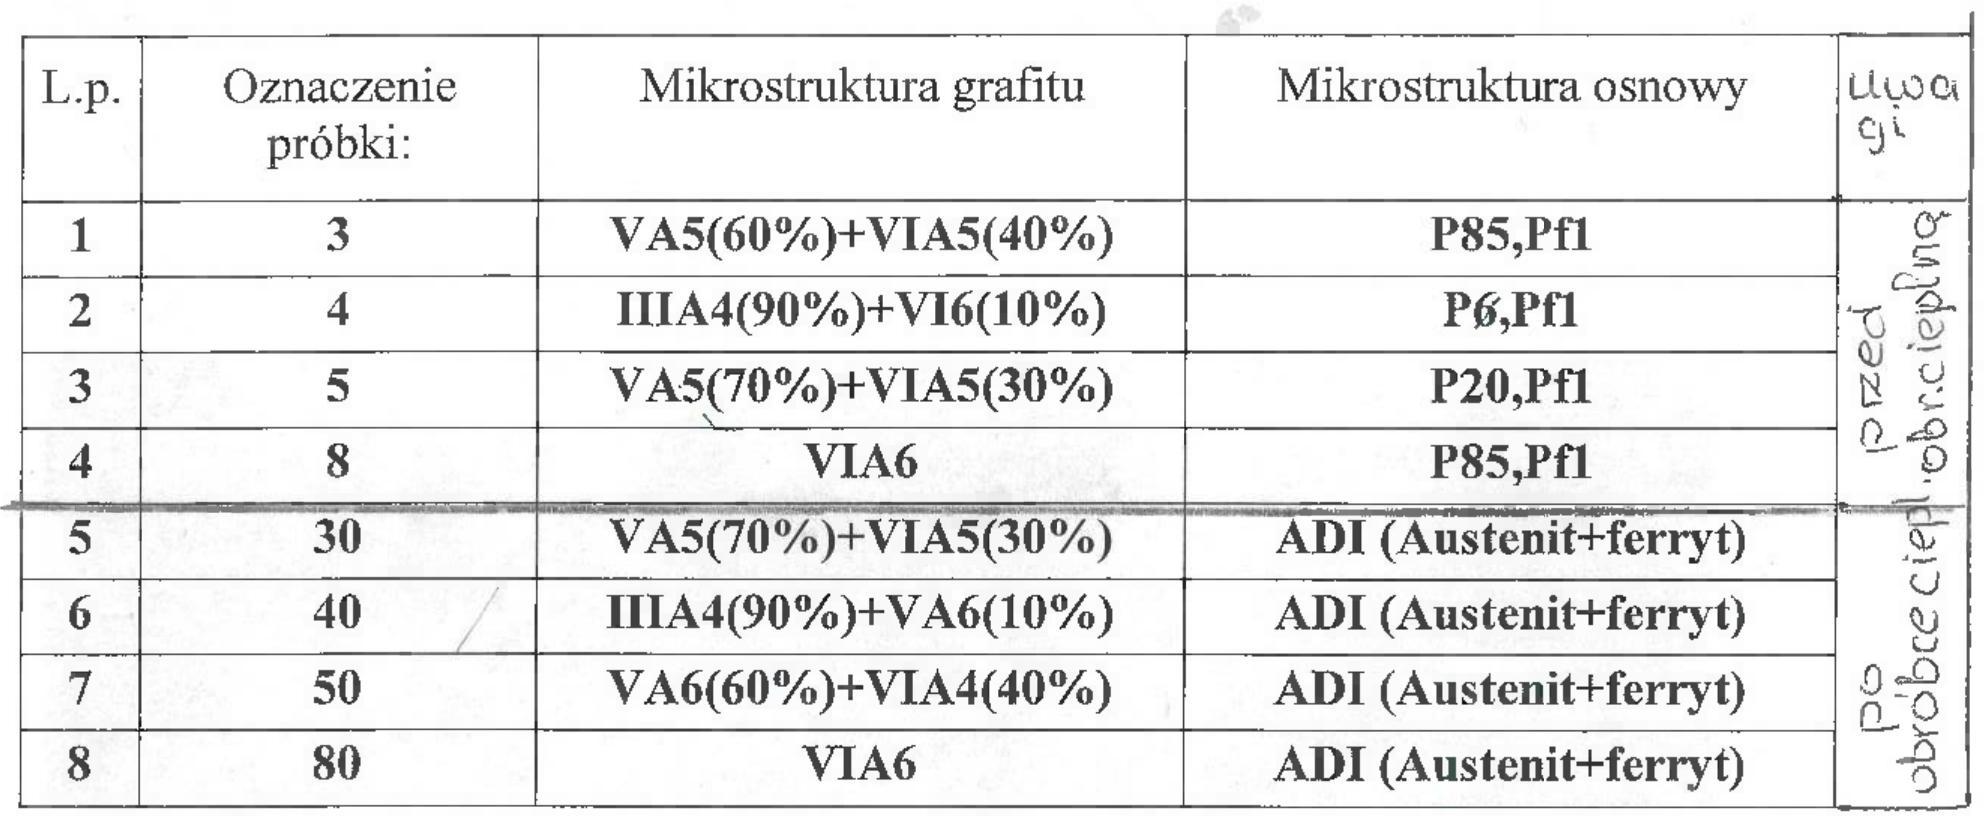 L.p. Oznaczenie próbki: Mikrostruktura grafitu Mikrostruktura osnowy Uwa gi
1 3 VA5(60%)+VIA5(40%) P85,Pf1
2 4 IIIA4(90%)+VI6(10%) P6,Pf1
3 5 VA5(70%)+VIA5(30%) P20,Pf1
4 8 VIA6 P85,Pf1
przed
obr.cieplną
5 30 VA5(70%)+VIA5(30%) ADI (Austenit+ferryt)
6 40 IIIA4(90%)+VA6(10%) ADI (Austenit+ferryt)
7 50 VA6(60%)+VIA4(40%) ADI (Austenit+ferryt)
8 80 VIA6 ADI (Austenit+ferryt)
po
obróbce ciepl.